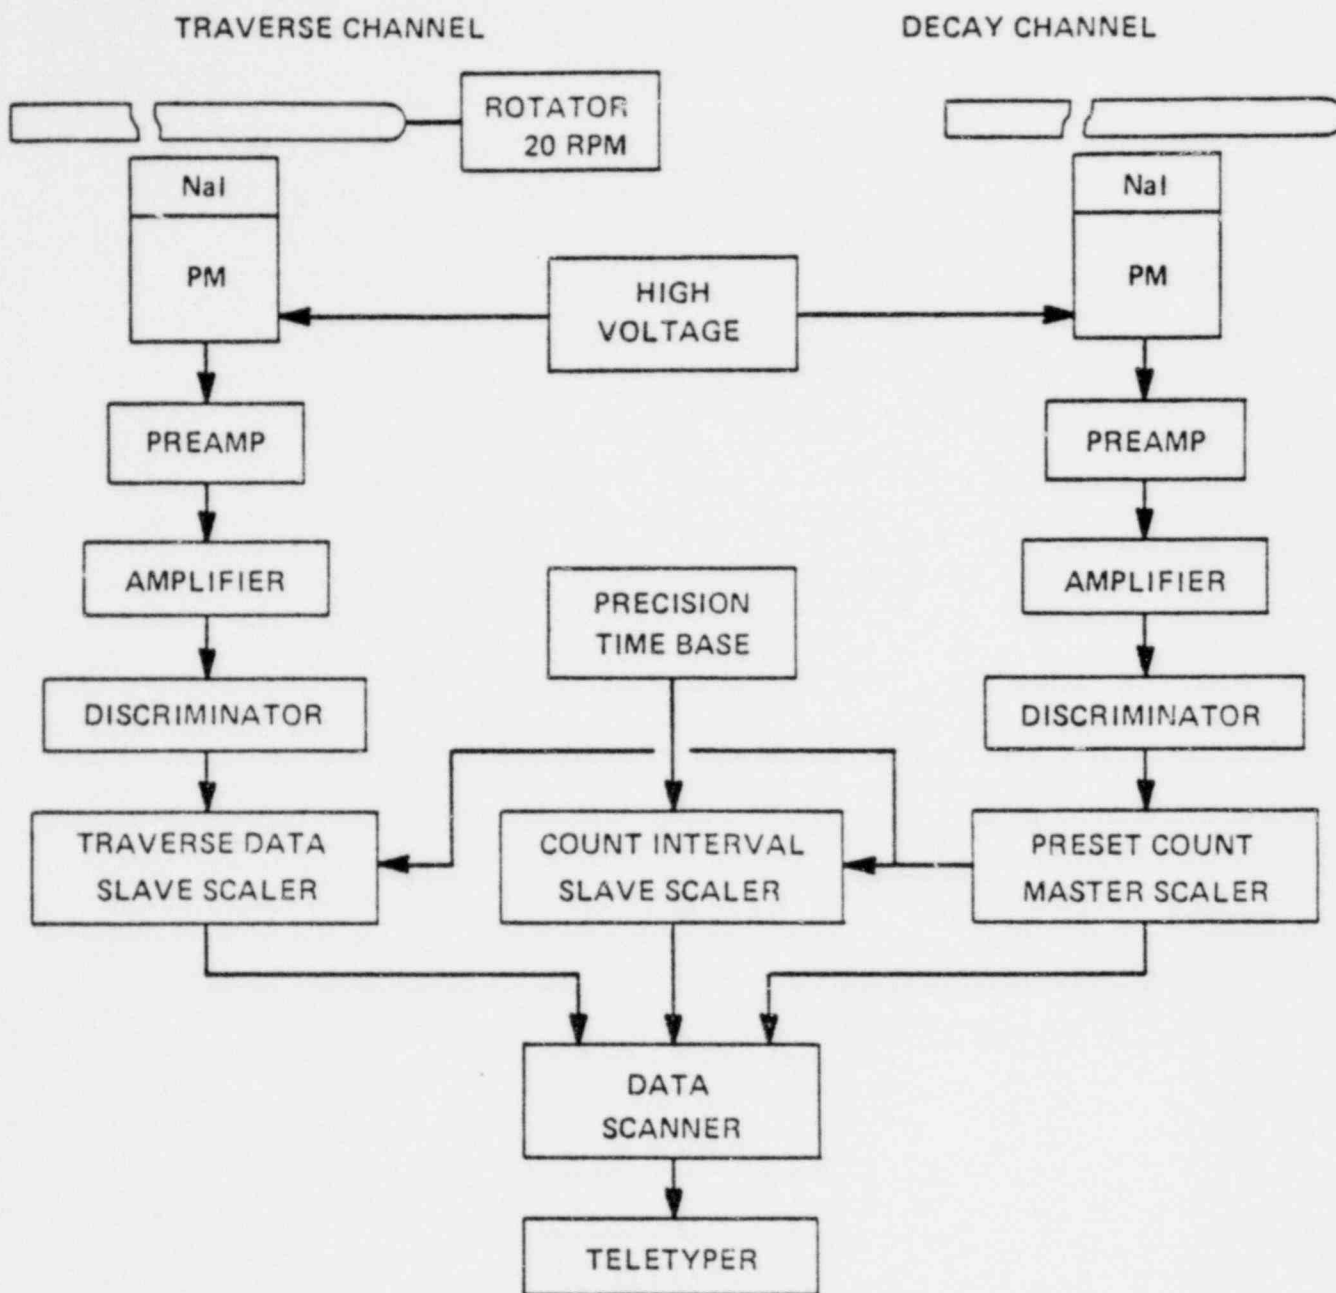 TRAVERSE CHANNEL
DECAY CHANNEL
ROTATOR
20 RPM
NaI
PM
NaI
PM
HIGH
VOLTAGE
PREAMP
PREAMP
AMPLIFIER
AMPLIFIER
PRECISION
TIME BASE
DISCRIMINATOR
DISCRIMINATOR
TRAVERSE DATA
SLAVE SCALER
COUNT INTERVAL
SLAVE SCALER
PRESET COUNT
MASTER SCALER
DATA
SCANNER
TELETYPER